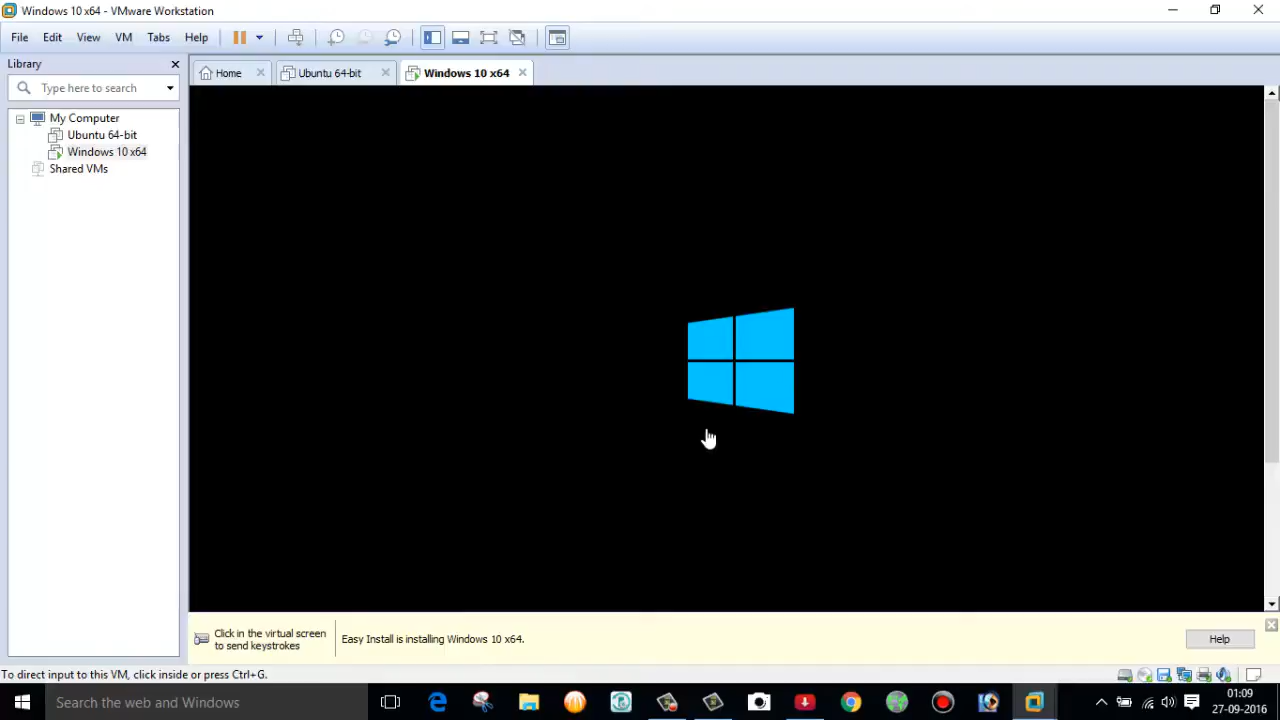 Windows 10 x64 - VMware Workstation
File Edit View VM Tabs Help
Library
Type here to search
My Computer
Ubuntu 64-bit
Windows 10 x64
Shared VMs
Home
Ubuntu 64-bit
Windows 10 x64
Click in the virtual screen
to send keystrokes
Easy Install is installing Windows 10 x64.
Help
To direct input to this VM, click inside or press Ctrl+G.
Search the web and Windows
01:09
27-09-2016